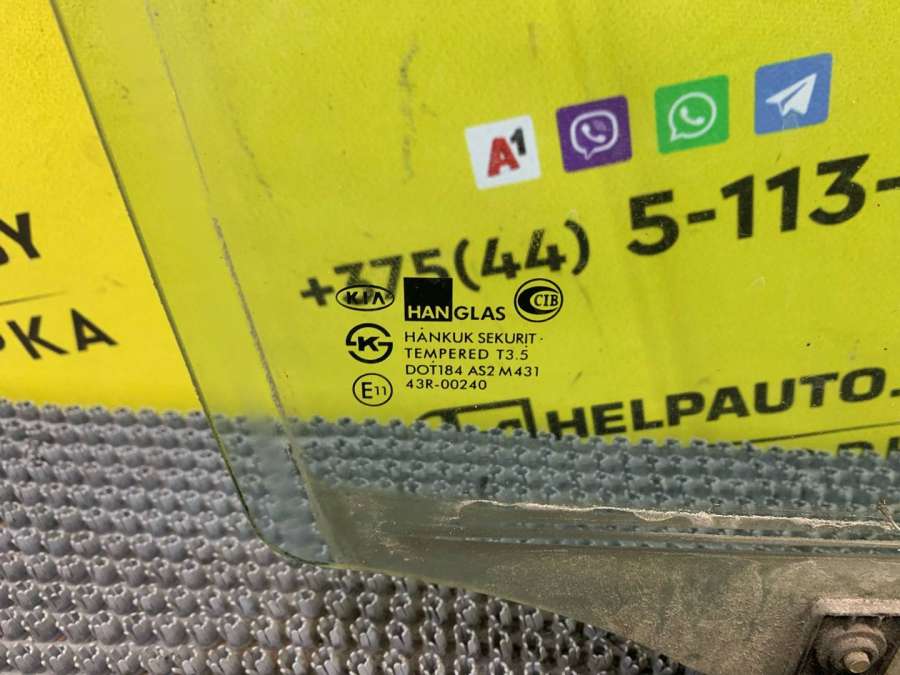 A1
+375(44) 5-113-
KIA HANGLAS CIB
K HANKUK SEKURIT
TEMPERED T3.5
DOT184 AS2 M431
E11 43R-00240
HELPAUTO.